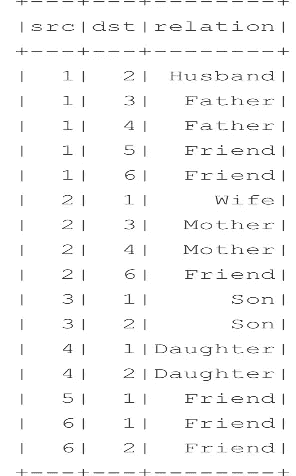 +---+---+--------+
|src|dst|relation|
+---+---+--------+
|  1|  2| Husband|
|  1|  3|  Father|
|  1|  4|  Father|
|  1|  5|  Friend|
|  1|  6|  Friend|
|  2|  1|    Wife|
|  2|  3|  Mother|
|  2|  4|  Mother|
|  2|  6|  Friend|
|  3|  1|     Son|
|  3|  2|     Son|
|  4|  1|Daughter|
|  4|  2|Daughter|
|  5|  1|  Friend|
|  6|  1|  Friend|
|  6|  2|  Friend|
+---+---+--------+